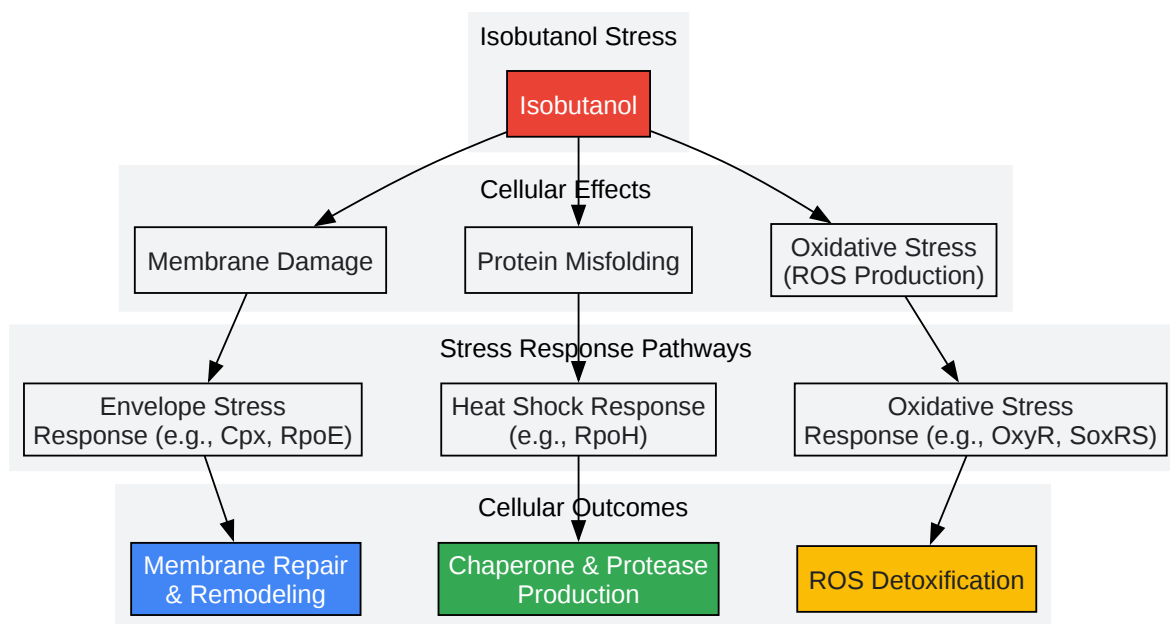 Isobutanol Stress
Isobutanol
Cellular Effects
Membrane Damage
Protein Misfolding
Oxidative Stress
(ROS Production)
Stress Response Pathways
Envelope Stress
Response (e.g., Cpx, RpoE)
Heat Shock Response
(e.g., RpoH)
Oxidative Stress
Response (e.g., OxyR, SoxRS)
Cellular Outcomes
Membrane Repair
& Remodeling
Chaperone & Protease
Production
ROS Detoxification